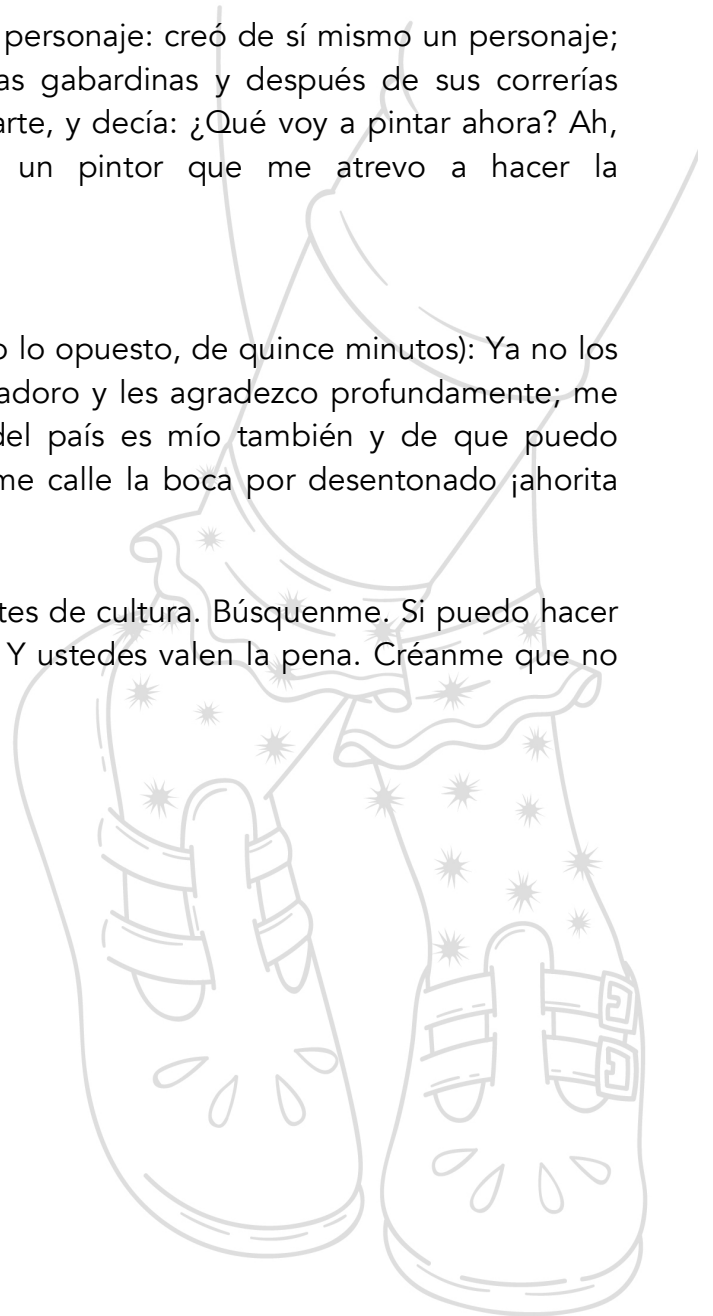 personaje: creó de sí mismo un personaje;
as gabardinas y después de sus correrías
arte, y decía: ¿Qué voy a pintar ahora? Ah,
un pintor que me atrevo a hacer la
o lo opuesto, de quince minutos): Ya no los
adoro y les agradezco profundamente; me
del país es mío también y de que puedo
me calle la boca por desentonado ¡ahorita
tes de cultura. Búsquenme. Si puedo hacer
Y ustedes valen la pena. Créanme que no